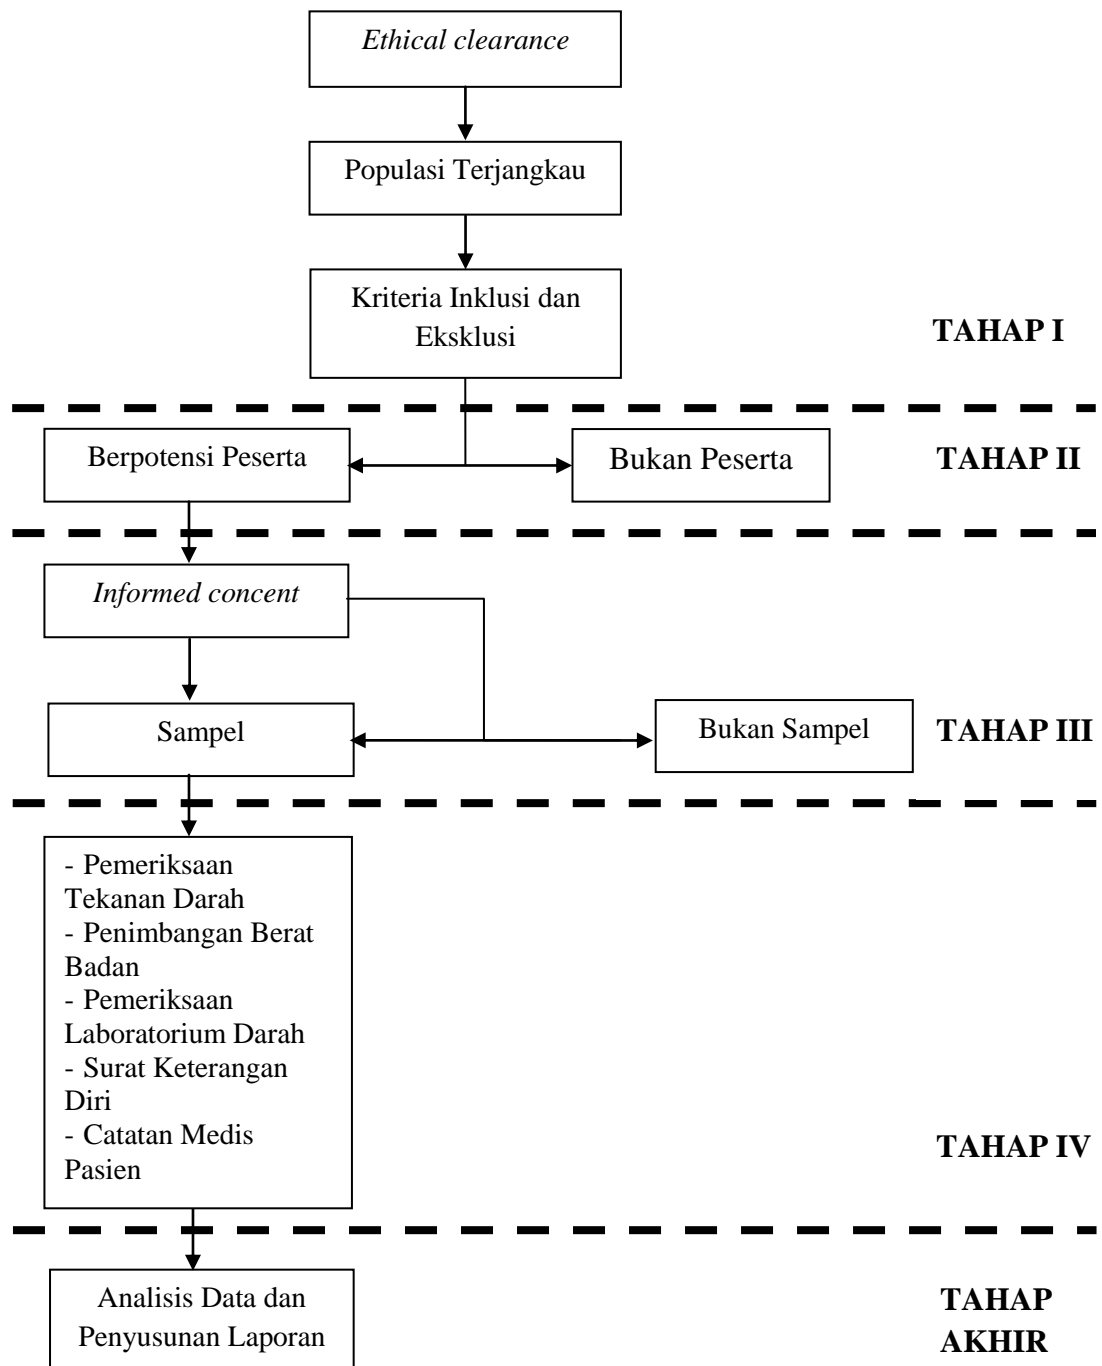 Ethical clearance
Populasi Terjangkau
Kriteria Inklusi dan
Eksklusi
TAHAP I
Berpotensi Peserta
Bukan Peserta
TAHAP II
Informed concent
Sampel
Bukan Sampel
TAHAP III
- Pemeriksaan
Tekanan Darah
- Penimbangan Berat
Badan
- Pemeriksaan
Laboratorium Darah
- Surat Keterangan
Diri
- Catatan Medis
Pasien
TAHAP IV
Analisis Data dan
Penyusunan Laporan
TAHAP
AKHIR